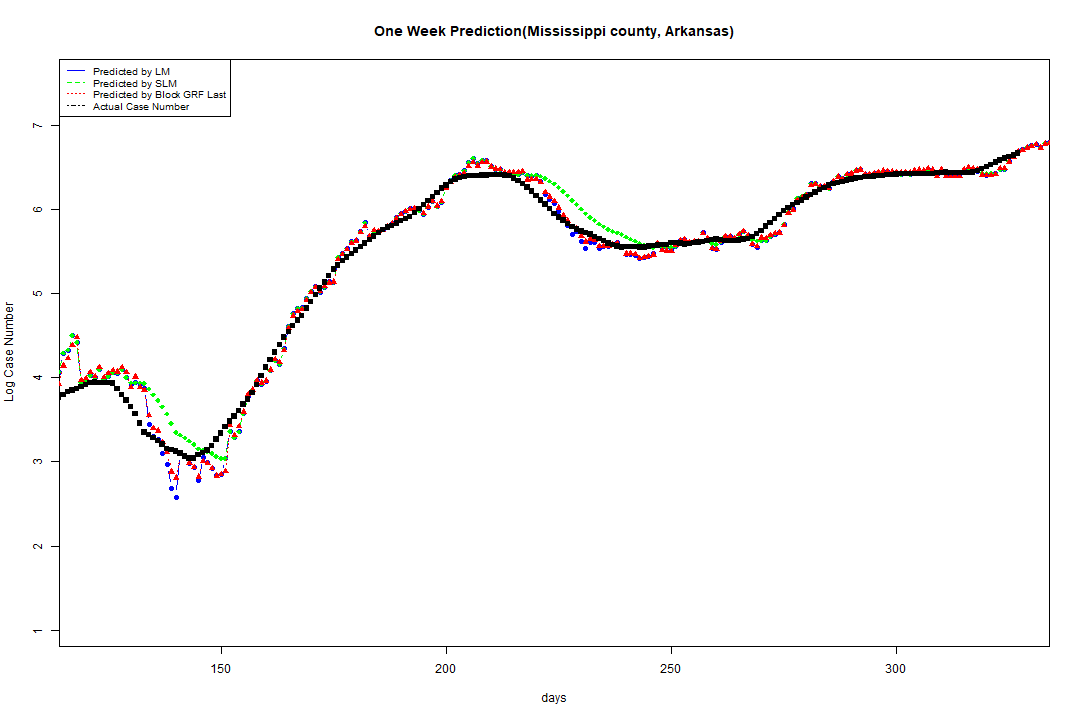 One Week Prediction(Mississippi county, Arkansas)
Predicted by LM
Predicted by SLM
Predicted by Block GRF Last
Actual Case Number
7
6
5
4
3
2
1
Log Case Number
150 200 250 300
days